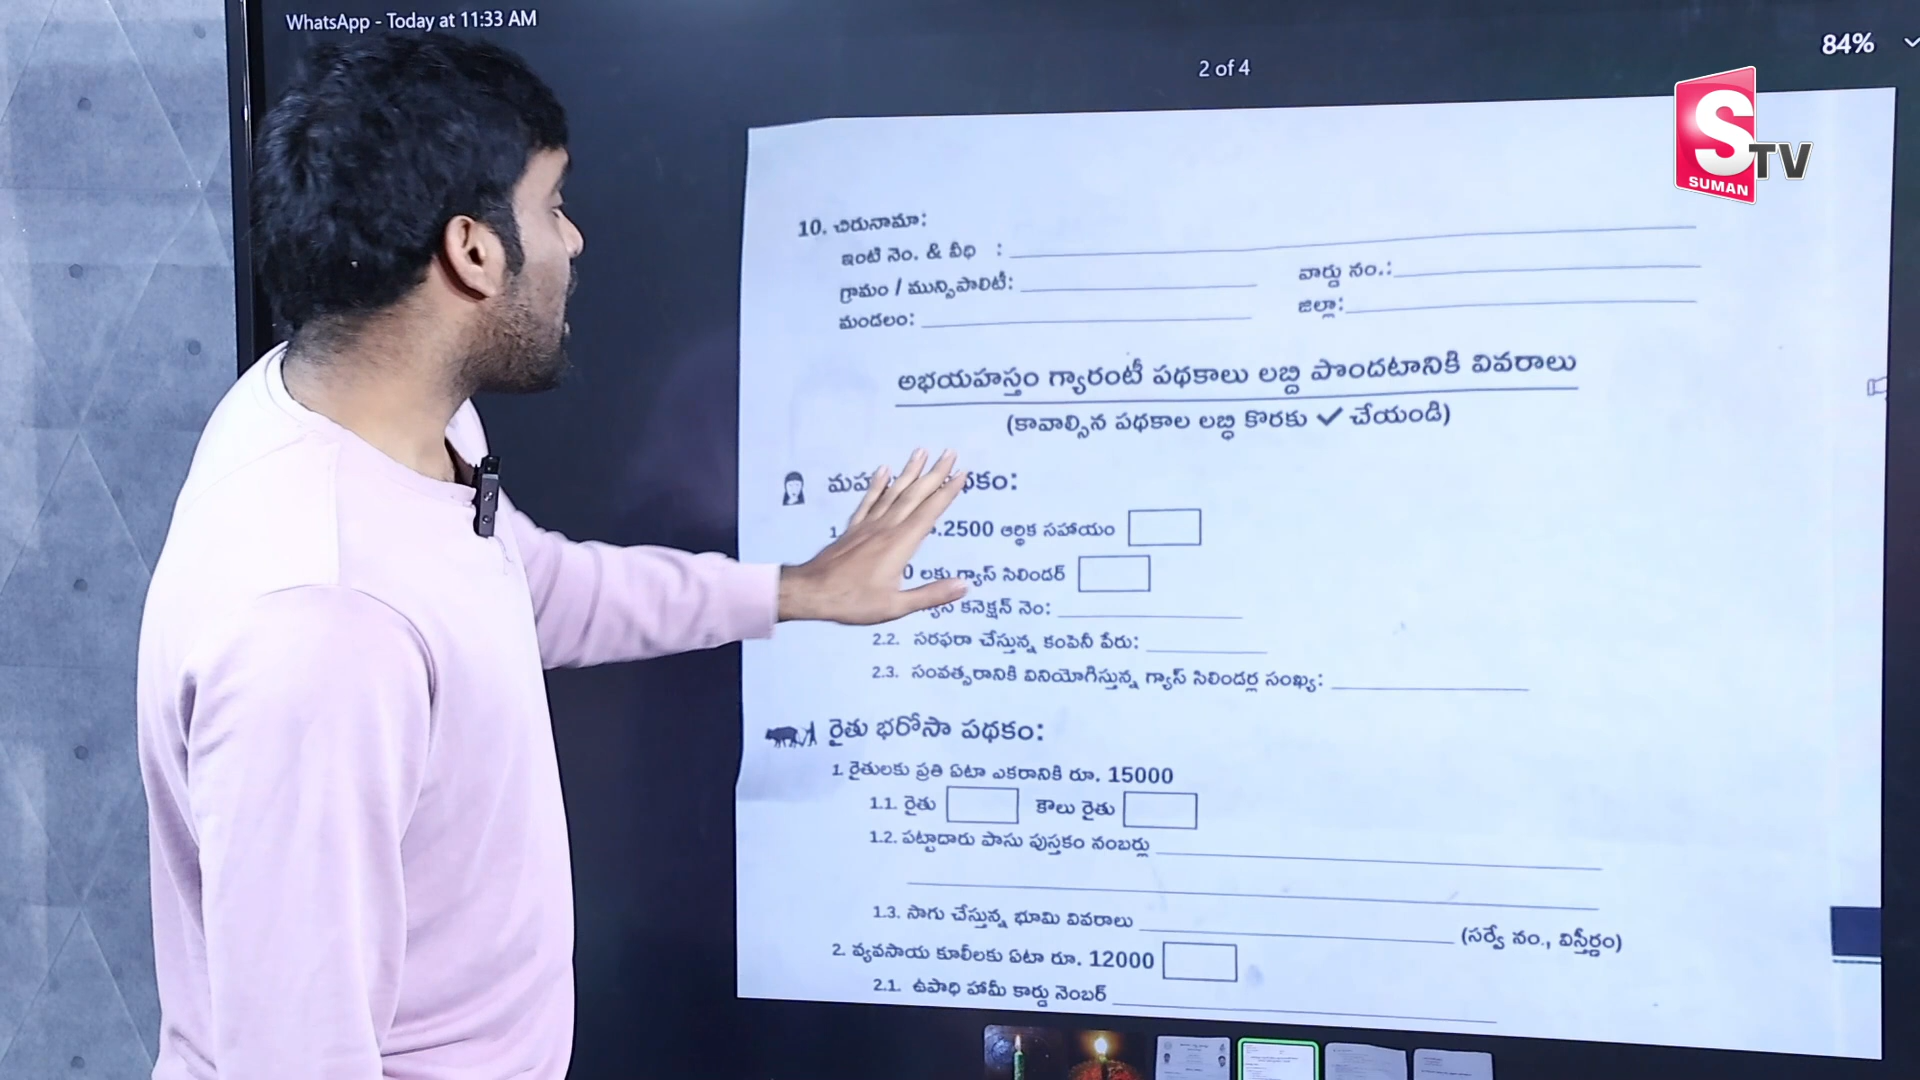 WhatsApp - Today at 11:33 AM
84%
2 of 4
S TV
SUMAN
10. చిరునామా:
ఇంటి నెం. & వీధి :
గ్రామం / మున్సిపాలిటీ:
వార్డు నం.:
మండలం:
జిల్లా:
అభయహస్తం గ్యారంటీ పథకాలు లబ్ది పొందటానికి వివరాలు
(కావాల్సిన పథకాల లబ్ధి కొరకు ✓ చేయండి)
1. .2500 ఆర్థిక సహాయం
0 లకు గ్యాస్ సిలిండర్
కనెక్షన్ నెం:
2.2. సరఫరా చేస్తున్న కంపెనీ పేరు:
2.3. సంవత్సరానికి వినియోగిస్తున్న గ్యాస్ సిలిండర్ల సంఖ్య:
రైతు భరోసా పథకం:
1. రైతులకు ప్రతి ఏటా ఎకరానికి రూ. 15000
1.1. రైతు కౌలు రైతు
1.2. పట్టాదారు పాసు పుస్తకం నంబర్లు
1.3. సాగు చేస్తున్న భూమి వివరాలు (సర్వే నం., విస్తీర్ణం)
2. వ్యవసాయ కూలీలకు ఏటా రూ. 12000
2.1. ఉపాధి హామీ కార్డు నెంబర్